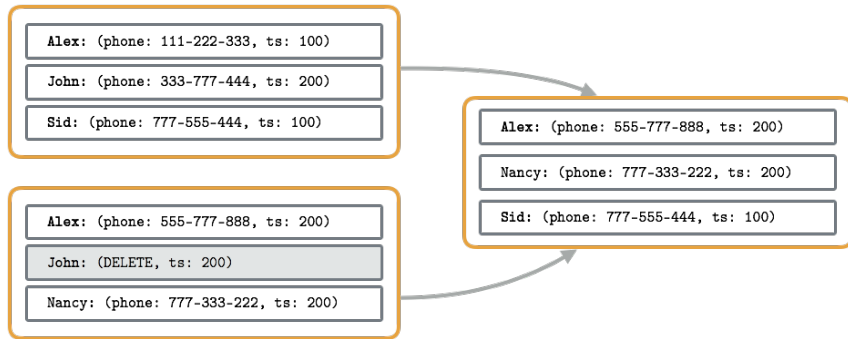 Alex: (phone: 111-222-333, ts: 100)
John: (phone: 333-777-444, ts: 200)
Sid: (phone: 777-555-444, ts: 100)
Alex: (phone: 555-777-888, ts: 200)
John: (DELETE, ts: 200)
Nancy: (phone: 777-333-222, ts: 200)
Alex: (phone: 555-777-888, ts: 200)
Nancy: (phone: 777-333-222, ts: 200)
Sid: (phone: 777-555-444, ts: 100)